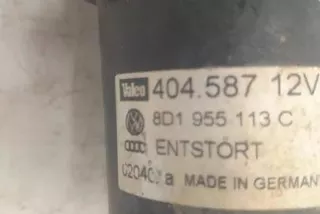 Valeo 404.587 12V
8D1 955 113 C
ENTSTÖRT
MADE IN GERMAN